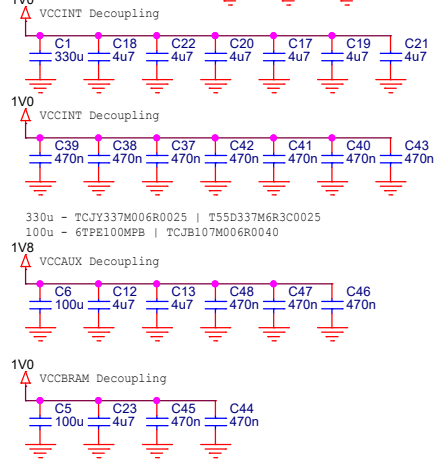 1V0
VCCINT Decoupling
C1 C18 C22 C20 C17 C19 C21
330u 4u7 4u7 4u7 4u7 4u7 4u7
1V0
VCCINT Decoupling
C39 C38 C37 C42 C41 C40 C43
470n 470n 470n 470n 470n 470n 470n
330u - TCJY337M006R0025 | T55D337M6R3C0025
100u - 6TPE100MPB | TCJB107M006R0040
1V8
VCCAUX Decoupling
C6 C12 C13 C48 C47 C46
100u 4u7 4u7 470n 470n 470n
1V0
VCCBRAM Decoupling
C5 C23 C45 C44
100u 4u7 470n 470n